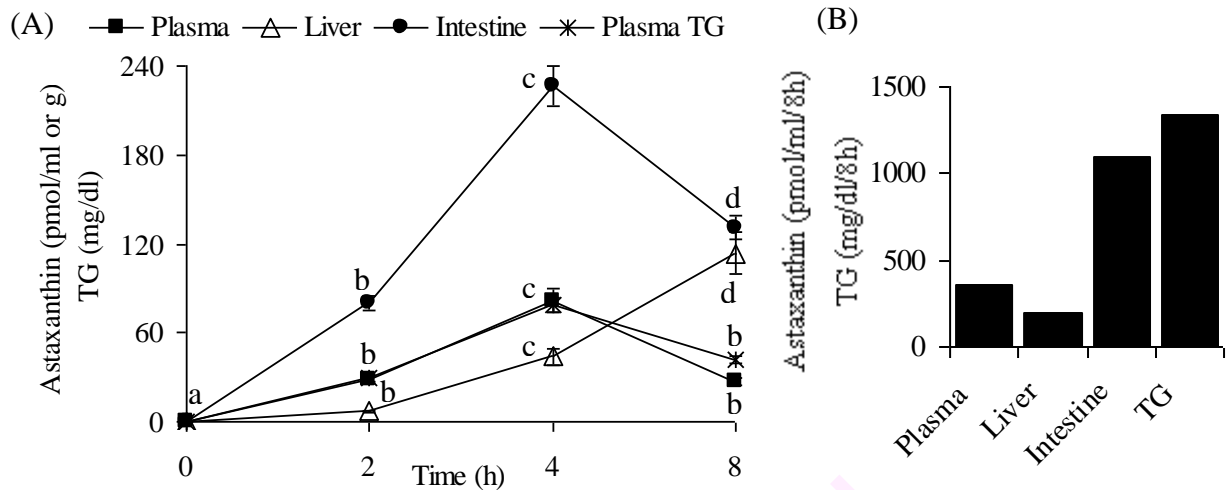 (A)
Plasma Liver Intestine Plasma TG
Astaxanthin (pmol/ml or g)
TG (mg/dl)
240
180
120
60
0
a
b
b
b
c
c
c
d
d
b
b
0 2 4 8
Time (h)
(B)
Astaxanthin (pmol/ml/8h)
TG (mg/dl/8h)
1500
1000
500
0
Plasma
Liver
Intestine
TG